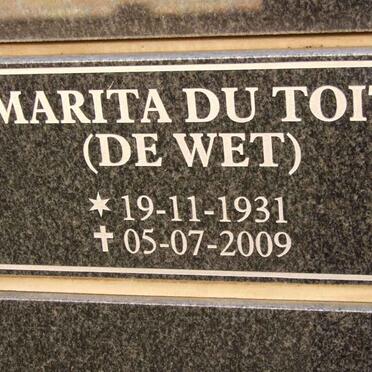 MARITA DU TOIT
(DE WET)
* 19-11-1931
✝ 05-07-2009